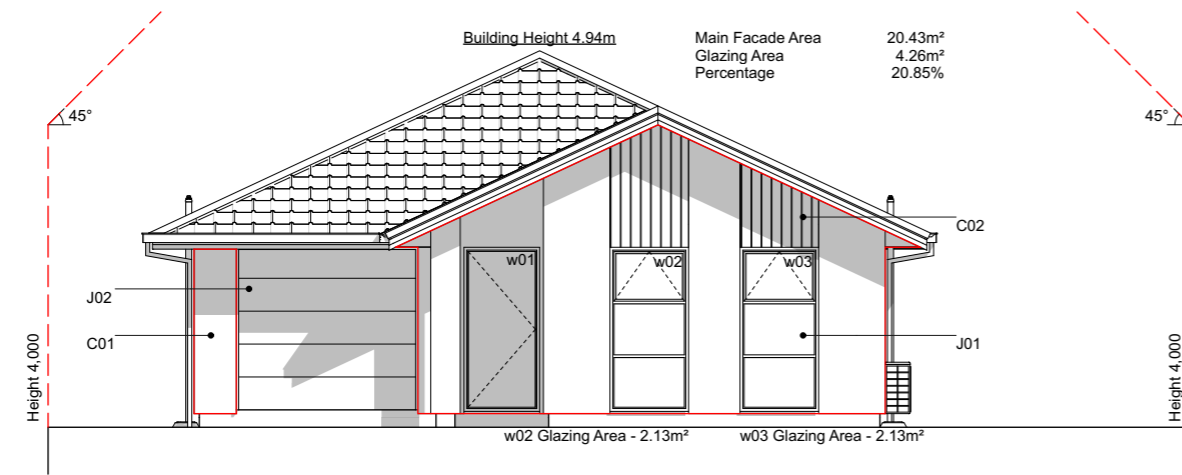 Building Height 4.94m
Main Facade Area 20.43m²
Glazing Area 4.26m²
Percentage 20.85%
45°
45°
C02
w01
w02
w03
J02
C01
J01
Height 4,000
Height 4,000
w02 Glazing Area - 2.13m²
w03 Glazing Area - 2.13m²